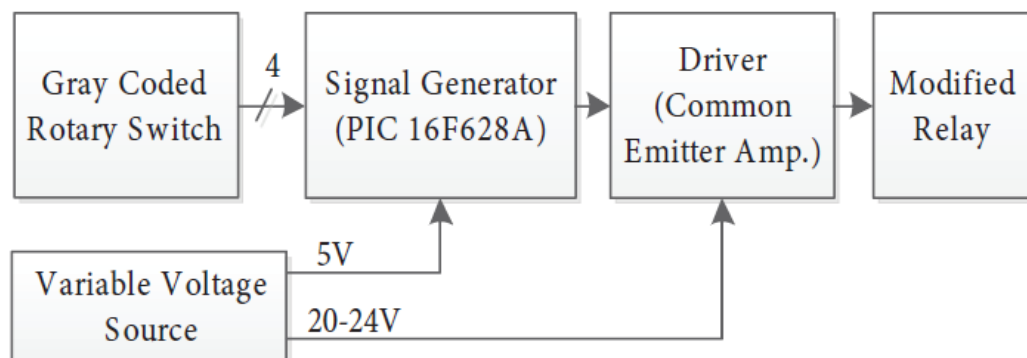 Gray Coded
Rotary Switch
4
Signal Generator
(PIC 16F628A)
Driver
(Common
Emitter Amp.)
Modified
Relay
Variable Voltage
Source
5V
20-24V